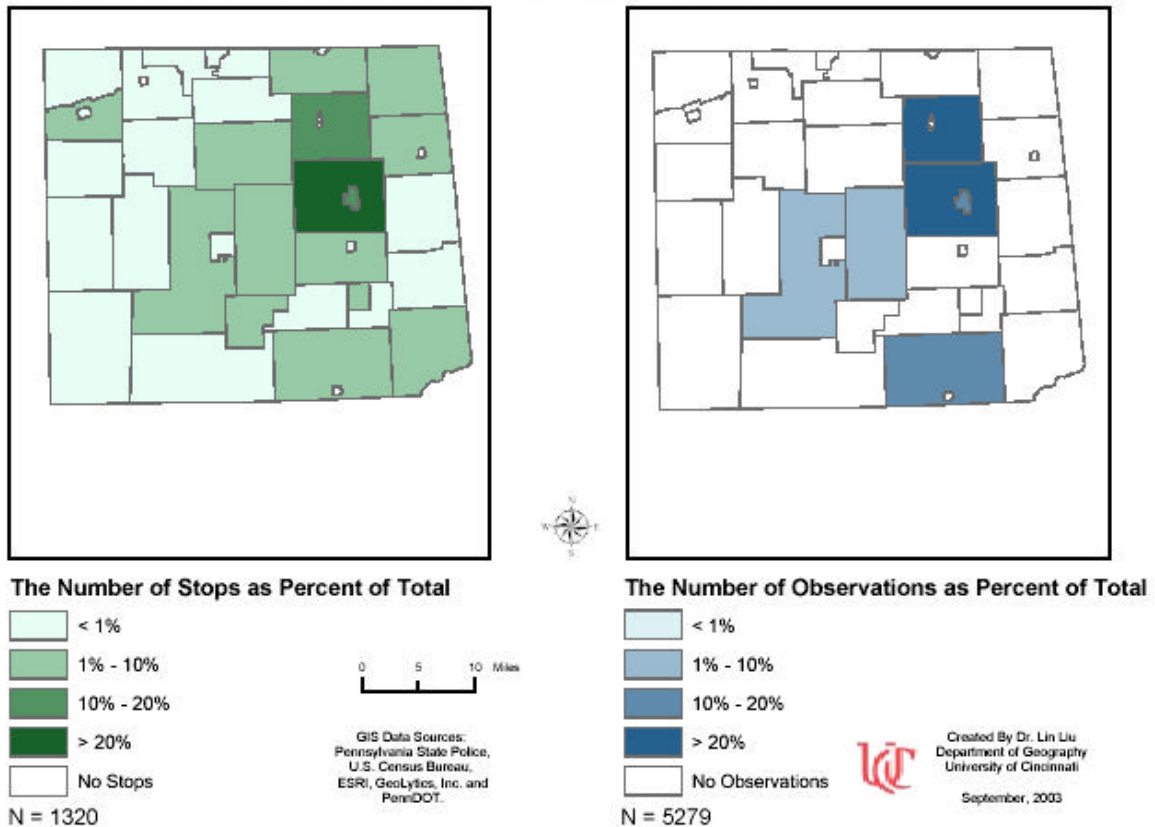 N
W E
S
The Number of Stops as Percent of Total
< 1%
1% - 10%
10% - 20%
> 20%
No Stops
N = 1320
0 5 10 Miles
GIS Data Sources:
Pennsylvania State Police,
U.S. Census Bureau,
ESRI, GeoLytics, Inc. and
PennDOT.
The Number of Observations as Percent of Total
< 1%
1% - 10%
10% - 20%
> 20%
No Observations
N = 5279
UC
Created By Dr. Lin Liu
Department of Geography
University of Cincinnati
September, 2003